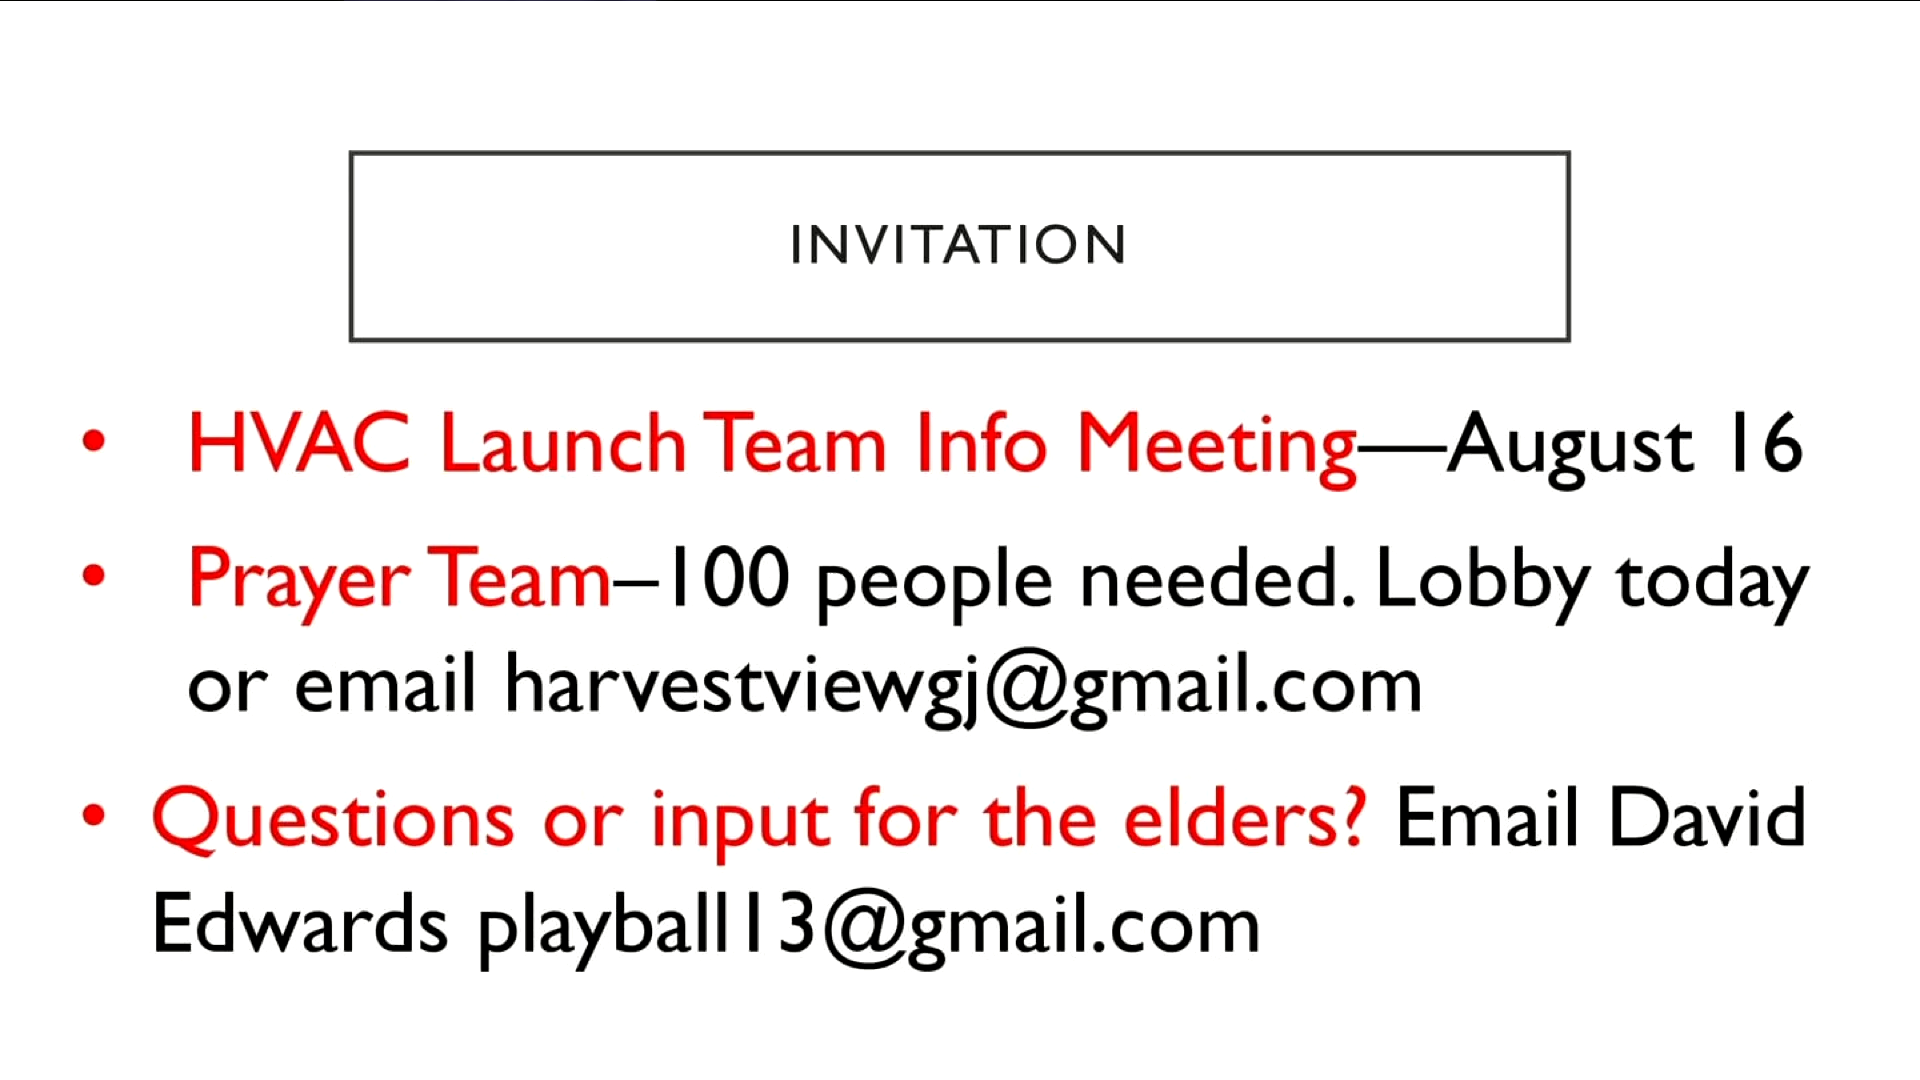 INVITATION
• HVAC Launch Team Info Meeting—August 16
• Prayer Team–100 people needed. Lobby today
or email harvestviewgj@gmail.com
• Questions or input for the elders? Email David
Edwards playball13@gmail.com